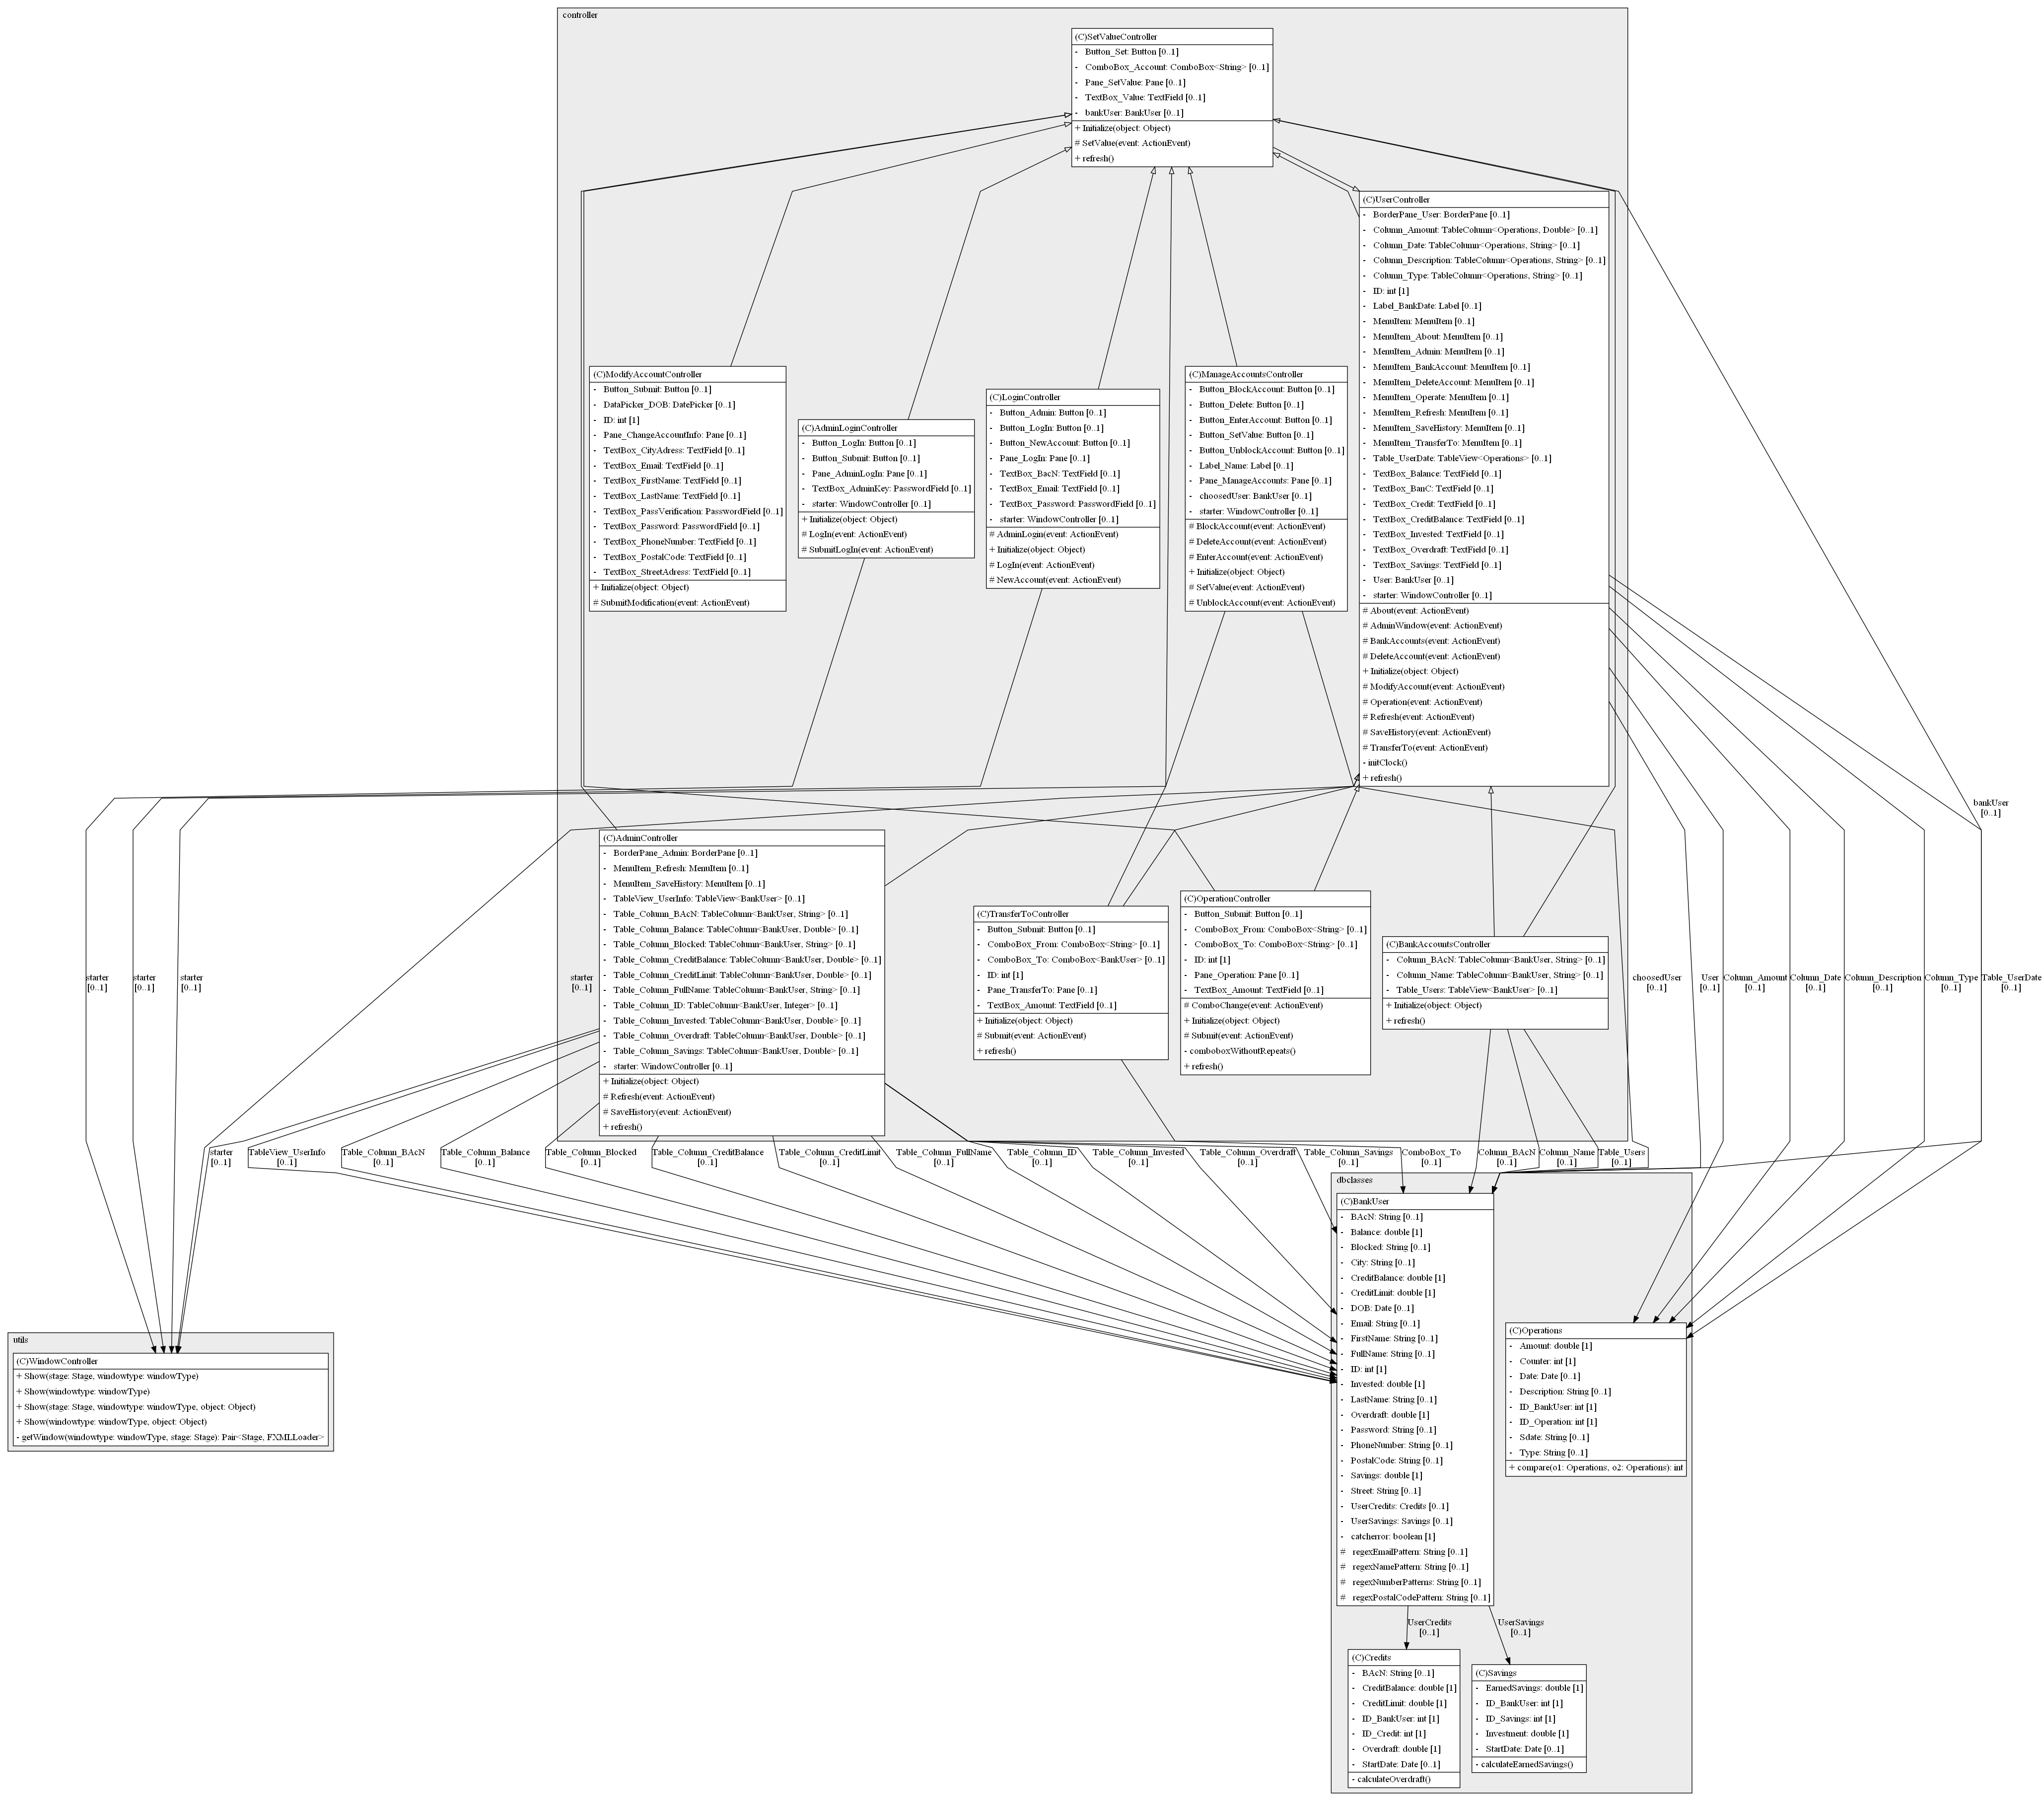 controller
(C)SetValueController
- Button_Set: Button [0..1]
- ComboBox_Account: ComboBox<String> [0..1]
- Pane_SetValue: Pane [0..1]
- TextBox_Value: TextField [0..1]
- bankUser: BankUser [0..1]
+ Initialize(object: Object)
# SetValue(event: ActionEvent)
+ refresh()
(C)UserController
- BorderPane_User: BorderPane [0..1]
- Column_Amount: TableColumn<Operations, Double> [0..1]
- Column_Date: TableColumn<Operations, String> [0..1]
- Column_Description: TableColumn<Operations, String> [0..1]
- Column_Type: TableColumn<Operations, String> [0..1]
- ID: int [1]
- Label_BankDate: Label [0..1]
- MenuItem: MenuItem [0..1]
- MenuItem_About: MenuItem [0..1]
- MenuItem_Admin: MenuItem [0..1]
- MenuItem_BankAccount: MenuItem [0..1]
- MenuItem_DeleteAccount: MenuItem [0..1]
- MenuItem_Operate: MenuItem [0..1]
- MenuItem_Refresh: MenuItem [0..1]
- MenuItem_SaveHistory: MenuItem [0..1]
- MenuItem_TransferTo: MenuItem [0..1]
- Table_UserDate: TableView<Operations> [0..1]
- TextBox_Balance: TextField [0..1]
- TextBox_BanC: TextField [0..1]
- TextBox_Credit: TextField [0..1]
- TextBox_CreditBalance: TextField [0..1]
- TextBox_Invested: TextField [0..1]
- TextBox_Overdraft: TextField [0..1]
- TextBox_Savings: TextField [0..1]
- User: BankUser [0..1]
- starter: WindowController [0..1]
# About(event: ActionEvent)
# AdminWindow(event: ActionEvent)
# BankAccounts(event: ActionEvent)
# DeleteAccount(event: ActionEvent)
+ Initialize(object: Object)
# ModifyAccount(event: ActionEvent)
# Operation(event: ActionEvent)
# Refresh(event: ActionEvent)
# SaveHistory(event: ActionEvent)
# TransferTo(event: ActionEvent)
- initClock()
+ refresh()
(C)ModifyAccountController
- Button_Submit: Button [0..1]
- DataPicker_DOB: DatePicker [0..1]
- ID: int [1]
- Pane_ChangeAccountInfo: Pane [0..1]
- TextBox_CityAdress: TextField [0..1]
- TextBox_Email: TextField [0..1]
- TextBox_FirstName: TextField [0..1]
- TextBox_LastName: TextField [0..1]
- TextBox_PassVerification: PasswordField [0..1]
- TextBox_Password: PasswordField [0..1]
- TextBox_PhoneNumber: TextField [0..1]
- TextBox_PostalCode: TextField [0..1]
- TextBox_StreetAdress: TextField [0..1]
+ Initialize(object: Object)
# SubmitModification(event: ActionEvent)
(C)AdminLoginController
- Button_LogIn: Button [0..1]
- Button_Submit: Button [0..1]
- Pane_AdminLogIn: Pane [0..1]
- TextBox_AdminKey: PasswordField [0..1]
- starter: WindowController [0..1]
+ Initialize(object: Object)
# LogIn(event: ActionEvent)
# SubmitLogIn(event: ActionEvent)
(C)LoginController
- Button_Admin: Button [0..1]
- Button_LogIn: Button [0..1]
- Button_NewAccount: Button [0..1]
- Pane_LogIn: Pane [0..1]
- TextBox_BacN: TextField [0..1]
- TextBox_Email: TextField [0..1]
- TextBox_Password: PasswordField [0..1]
- starter: WindowController [0..1]
# AdminLogin(event: ActionEvent)
+ Initialize(object: Object)
# LogIn(event: ActionEvent)
# NewAccount(event: ActionEvent)
(C)ManageAccountsController
- Button_BlockAccount: Button [0..1]
- Button_Delete: Button [0..1]
- Button_EnterAccount: Button [0..1]
- Button_SetValue: Button [0..1]
- Button_UnblockAccount: Button [0..1]
- Label_Name: Label [0..1]
- Pane_ManageAccounts: Pane [0..1]
- choosedUser: BankUser [0..1]
- starter: WindowController [0..1]
# BlockAccount(event: ActionEvent)
# DeleteAccount(event: ActionEvent)
# EnterAccount(event: ActionEvent)
+ Initialize(object: Object)
# SetValue(event: ActionEvent)
# UnblockAccount(event: ActionEvent)
bankUser
[0..1]
(C)AdminController
- BorderPane_Admin: BorderPane [0..1]
- MenuItem_Refresh: MenuItem [0..1]
- MenuItem_SaveHistory: MenuItem [0..1]
- TableView_UserInfo: TableView<BankUser> [0..1]
- Table_Column_BAcN: TableColumn<BankUser, String> [0..1]
- Table_Column_Balance: TableColumn<BankUser, Double> [0..1]
- Table_Column_Blocked: TableColumn<BankUser, String> [0..1]
- Table_Column_CreditBalance: TableColumn<BankUser, Double> [0..1]
- Table_Column_CreditLimit: TableColumn<BankUser, Double> [0..1]
- Table_Column_FullName: TableColumn<BankUser, String> [0..1]
- Table_Column_ID: TableColumn<BankUser, Integer> [0..1]
- Table_Column_Invested: TableColumn<BankUser, Double> [0..1]
- Table_Column_Overdraft: TableColumn<BankUser, Double> [0..1]
- Table_Column_Savings: TableColumn<BankUser, Double> [0..1]
- starter: WindowController [0..1]
+ Initialize(object: Object)
# Refresh(event: ActionEvent)
# SaveHistory(event: ActionEvent)
+ refresh()
(C)TransferToController
- Button_Submit: Button [0..1]
- ComboBox_From: ComboBox<String> [0..1]
- ComboBox_To: ComboBox<BankUser> [0..1]
- ID: int [1]
- Pane_TransferTo: Pane [0..1]
- TextBox_Amount: TextField [0..1]
+ Initialize(object: Object)
# Submit(event: ActionEvent)
+ refresh()
(C)OperationController
- Button_Submit: Button [0..1]
- ComboBox_From: ComboBox<String> [0..1]
- ComboBox_To: ComboBox<String> [0..1]
- ID: int [1]
- Pane_Operation: Pane [0..1]
- TextBox_Amount: TextField [0..1]
# ComboChange(event: ActionEvent)
+ Initialize(object: Object)
# Submit(event: ActionEvent)
- comboboxWithoutRepeats()
+ refresh()
(C)BankAccountsController
- Column_BAcN: TableColumn<BankUser, String> [0..1]
- Column_Name: TableColumn<BankUser, String> [0..1]
- Table_Users: TableView<BankUser> [0..1]
+ Initialize(object: Object)
+ refresh()
starter
[0..1]
starter
[0..1]
starter
[0..1]
starter
[0..1]
choosedUser
[0..1]
User
[0..1]
Column_Amount
[0..1]
Column_Date
[0..1]
Column_Description
[0..1]
Column_Type
[0..1]
Table_UserDate
[0..1]
starter
[0..1]
TableView_UserInfo
[0..1]
Table_Column_BAcN
[0..1]
Table_Column_Balance
[0..1]
Table_Column_Blocked
[0..1]
Table_Column_CreditBalance
[0..1]
Table_Column_CreditLimit
[0..1]
Table_Column_FullName
[0..1]
Table_Column_ID
[0..1]
Table_Column_Invested
[0..1]
Table_Column_Overdraft
[0..1]
Table_Column_Savings
[0..1]
ComboBox_To
[0..1]
Column_BAcN
[0..1]
Column_Name
[0..1]
Table_Users
[0..1]
dbclasses
(C)BankUser
- BAcN: String [0..1]
- Balance: double [1]
- Blocked: String [0..1]
- City: String [0..1]
- CreditBalance: double [1]
- CreditLimit: double [1]
- DOB: Date [0..1]
- Email: String [0..1]
- FirstName: String [0..1]
- FullName: String [0..1]
- ID: int [1]
- Invested: double [1]
- LastName: String [0..1]
- Overdraft: double [1]
- Password: String [0..1]
- PhoneNumber: String [0..1]
- PostalCode: String [0..1]
- Savings: double [1]
- Street: String [0..1]
- UserCredits: Credits [0..1]
- UserSavings: Savings [0..1]
- catcherror: boolean [1]
# regexEmailPattern: String [0..1]
# regexNamePattern: String [0..1]
# regexNumberPatterns: String [0..1]
# regexPostalCodePattern: String [0..1]
(C)Operations
- Amount: double [1]
- Counter: int [1]
- Date: Date [0..1]
- Description: String [0..1]
- ID_BankUser: int [1]
- ID_Operation: int [1]
- Sdate: String [0..1]
- Type: String [0..1]
+ compare(o1: Operations, o2: Operations): int
utils
(C)WindowController
+ Show(stage: Stage, windowtype: windowType)
+ Show(windowtype: windowType)
+ Show(stage: Stage, windowtype: windowType, object: Object)
+ Show(windowtype: windowType, object: Object)
- getWindow(windowtype: windowType, stage: Stage): Pair<Stage, FXMLLoader>
UserCredits
[0..1]
UserSavings
[0..1]
(C)Credits
- BAcN: String [0..1]
- CreditBalance: double [1]
- CreditLimit: double [1]
- ID_BankUser: int [1]
- ID_Credit: int [1]
- Overdraft: double [1]
- StartDate: Date [0..1]
- calculateOverdraft()
(C)Savings
- EarnedSavings: double [1]
- ID_BankUser: int [1]
- ID_Savings: int [1]
- Investment: double [1]
- StartDate: Date [0..1]
- calculateEarnedSavings()